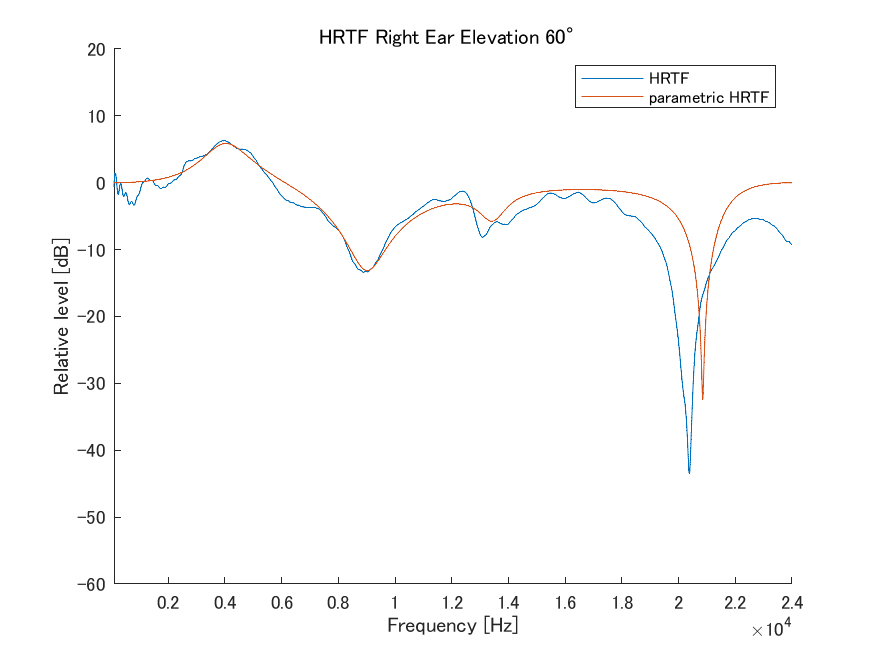 HRTF Right Ear Elevation 60°
HRTF
parametric HRTF
Relative level [dB]
20
10
0
-10
-20
-30
-40
-50
-60
0.2 0.4 0.6 0.8 1 1.2 1.4 1.6 1.8 2 2.2 2.4
Frequency [Hz]
×10⁴